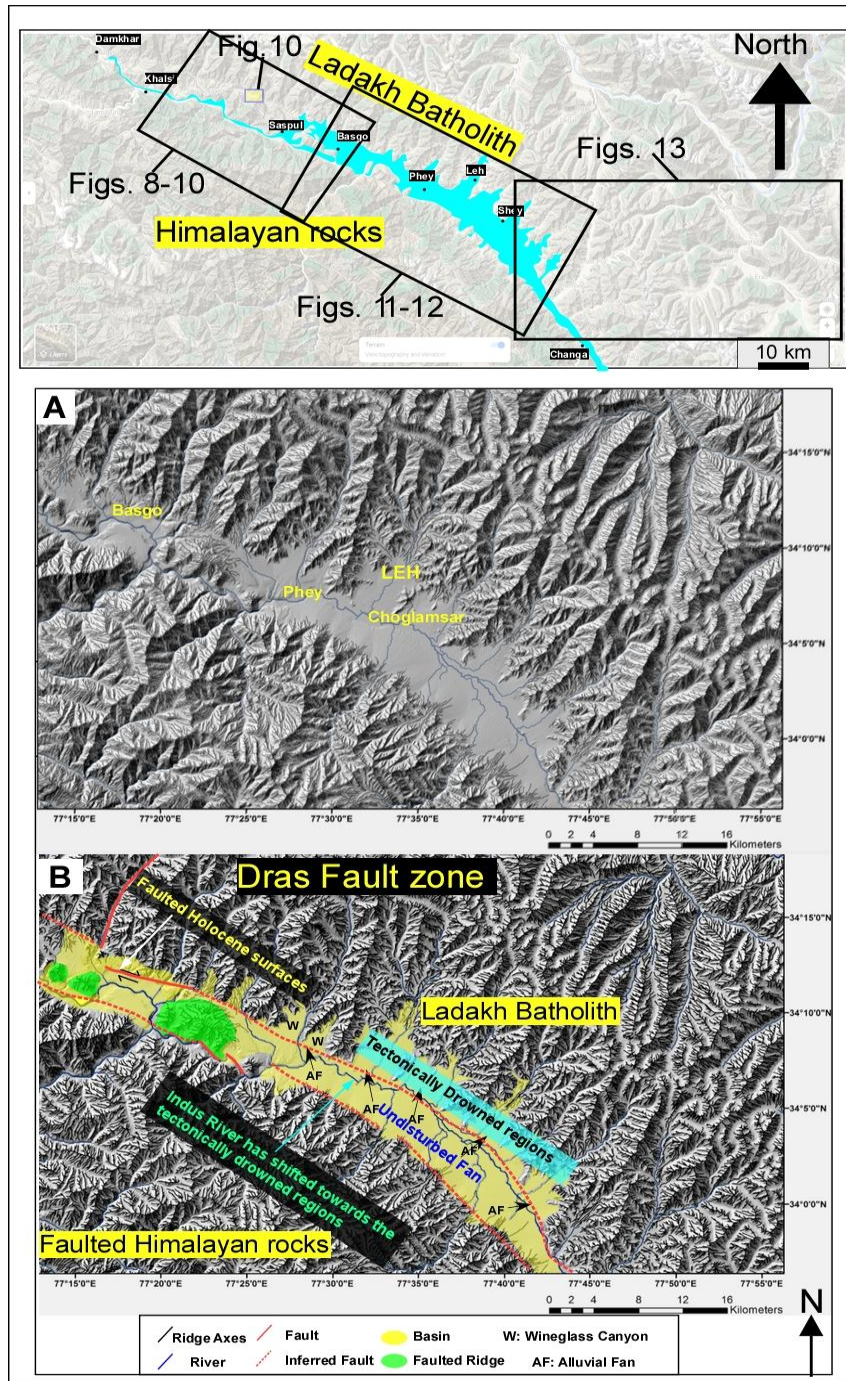 Damkhar
Fig. 10
North
Khalsi
Ladakh Batholith
Saspul
Basgo
Figs. 13
Phey
Leh
Figs. 8-10
Shey
Himalayan rocks
Figs. 11-12
Terrain
View topography and elevation
Layers
Changa
10 km
A
34°15'0"N
Basgo
34°10'0"N
LEH
Phey
Choglamsar
34°5'0"N
34°0'0"N
77°15'0"E 77°20'0"E 77°25'0"E 77°30'0"E 77°35'0"E 77°40'0"E 77°45'0"E 77°50'0"E 77°55'0"E
0 2 4 8 12 16
Kilometers
B
Dras Fault zone
Faulted Holocene surfaces
34°15'0"N
Ladakh Batholith
34°10'0"N
W
W
Tectonically Drowned regions
AF
AF
AF
34°5'0"N
Undisturbed Fan
AF
Indus River has shifted towards the
tectonically drowned regions
AF
34°0'0"N
Faulted Himalayan rocks
77°15'0"E 77°20'0"E 77°25'0"E 77°30'0"E 77°35'0"E 77°40'0"E 77°45'0"E 77°50'0"E 77°55'0"E
0 2 4 8 12 16
Kilometers
N
Ridge Axes Fault Basin W: Wineglass Canyon
River Inferred Fault Faulted Ridge AF: Alluvial Fan